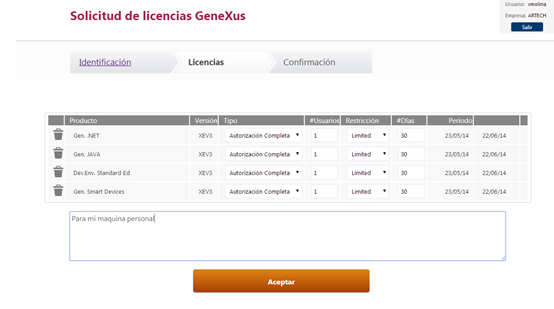 Usuario: xmolina
Solicitud de licencias GeneXus
Empresa: ARTECH
Salir
Identificación Licencias Confirmación
Producto Versión Tipo #Usuarios Restricción #Días Período
Gen. .NET XEV3 Autorización Completa 1 Limited 30 23/05/14 22/06/14
Gen. JAVA XEV3 Autorización Completa 1 Limited 30 23/05/14 22/06/14
Dev.Env. Standard Ed XEV3 Autorización Completa 1 Limited 30 23/05/14 22/06/14
Gen. Smart Devices XEV3 Autorización Completa 1 Limited 30 23/05/14 22/06/14
Para mi maquina personal
Aceptar